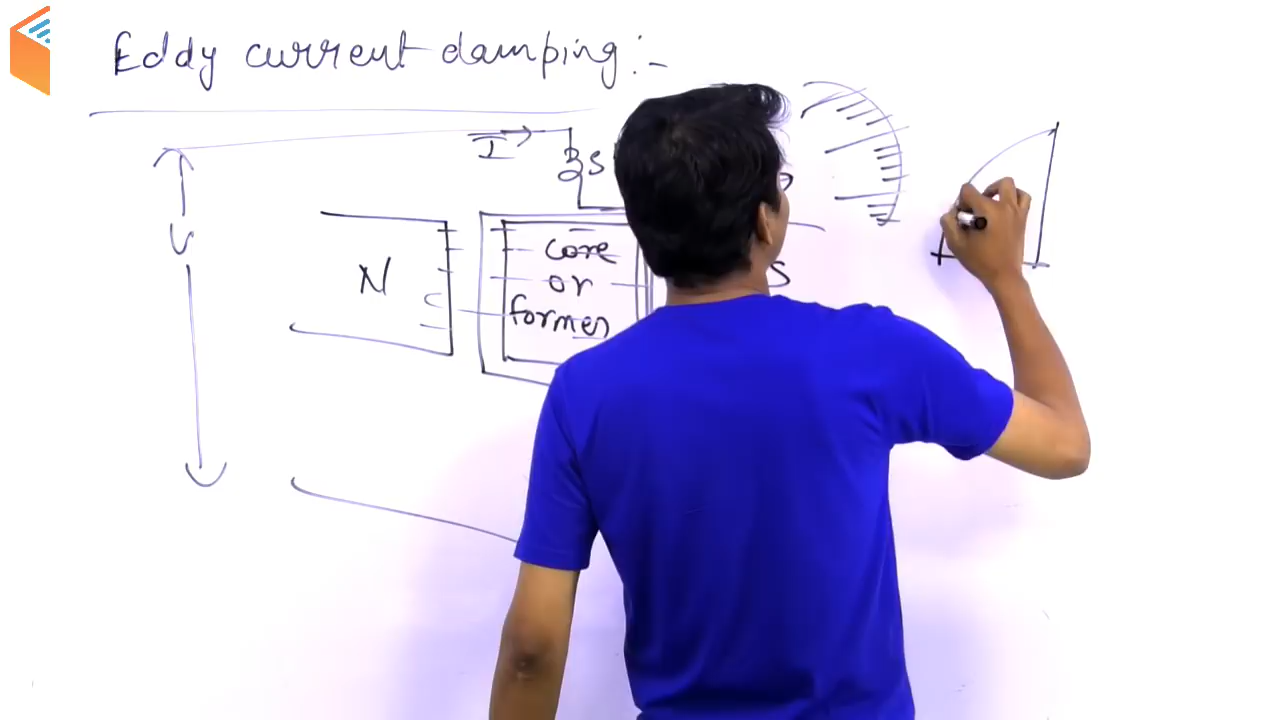 Eddy current damping :-
I
S
N
core
or
former
S